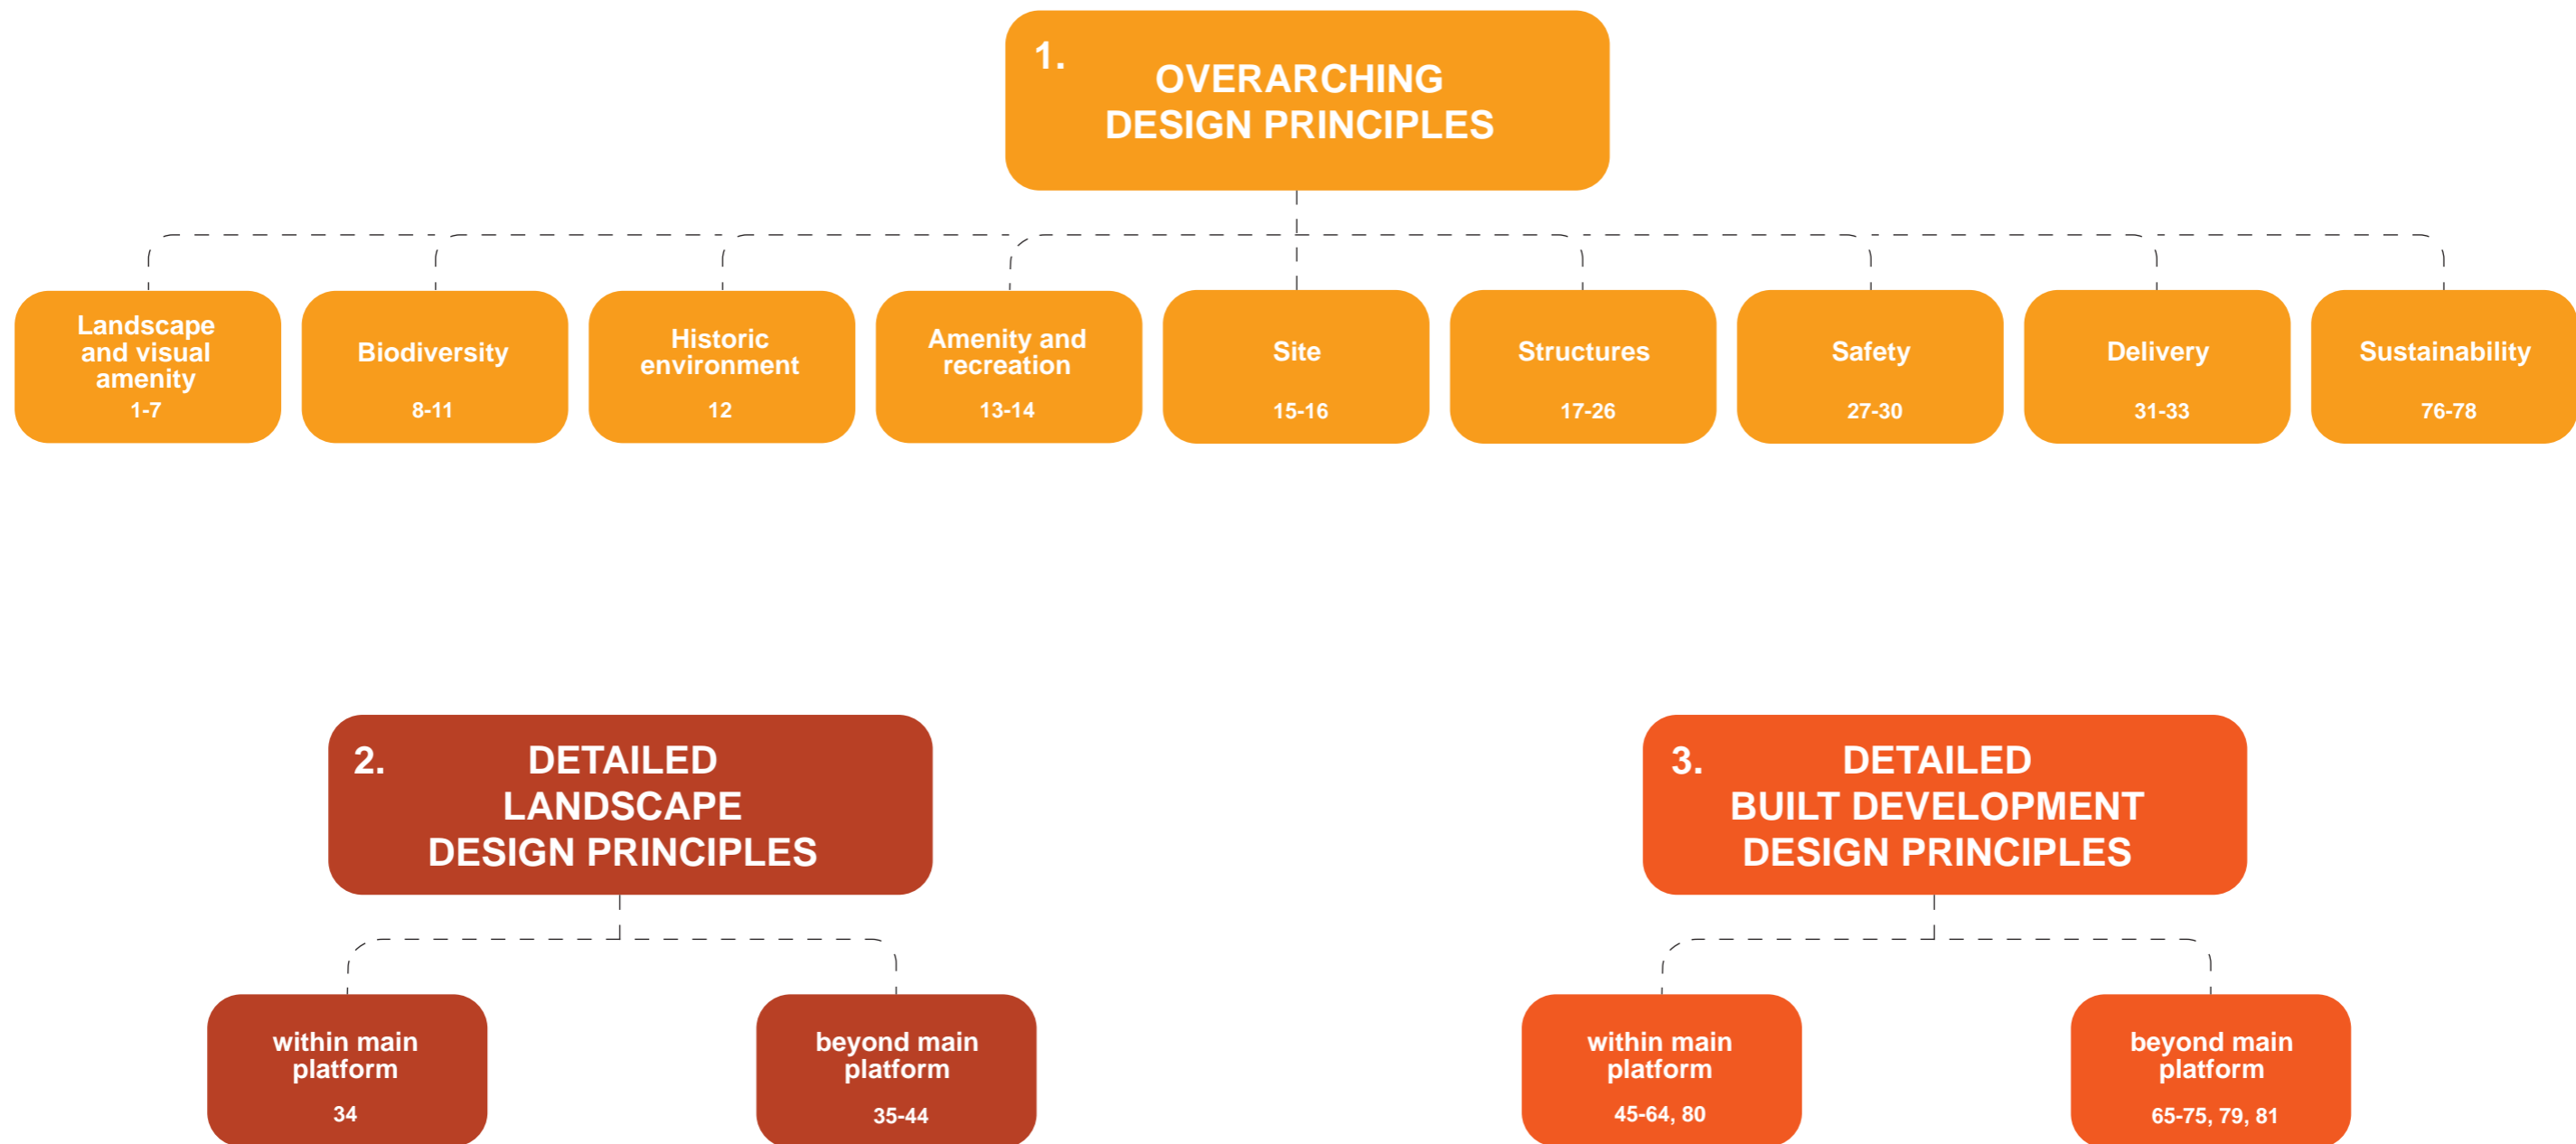 1.
OVERARCHING
DESIGN PRINCIPLES
Landscape
and visual
amenity
1-7
Biodiversity
8-11
Historic
environment
12
Amenity and
recreation
13-14
Site
15-16
Structures
17-26
Safety
27-30
Delivery
31-33
Sustainability
76-78
2.
DETAILED
LANDSCAPE
DESIGN PRINCIPLES
within main
platform
34
beyond main
platform
35-44
3.
DETAILED
BUILT DEVELOPMENT
DESIGN PRINCIPLES
within main
platform
45-64, 80
beyond main
platform
65-75, 79, 81